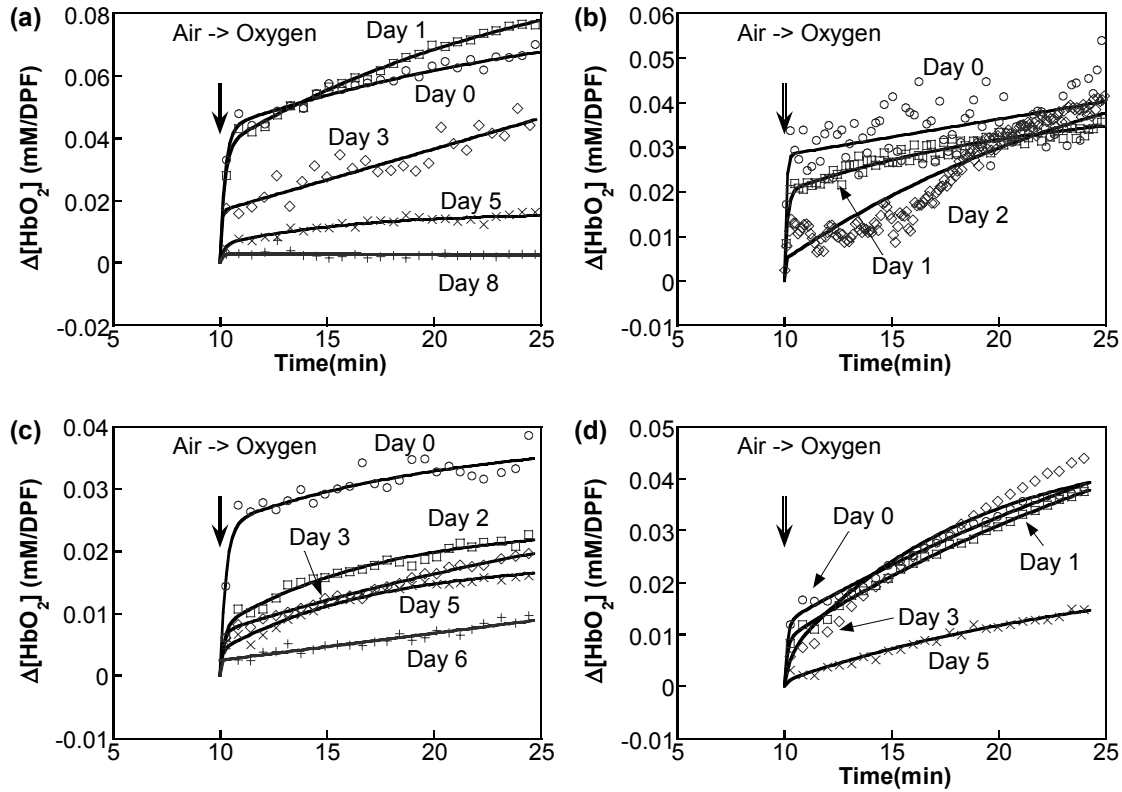 (a)
Air -> Oxygen
Day 1
Day 0
Day 3
Day 5
Day 8
0.08
0.06
0.04
0.02
0
-0.02
Δ[HbO₂] (mM/DPF)
5
10
15
20
25
Time(min)
(b)
Air -> Oxygen
Day 0
Day 2
Day 1
0.06
0.05
0.04
0.03
0.02
0.01
0
-0.01
Δ[HbO₂] (mM/DPF)
5
10
15
20
25
Time(min)
(c)
Air -> Oxygen
Day 0
Day 2
Day 3
Day 5
Day 6
0.04
0.03
0.02
0.01
0
-0.01
Δ[HbO₂] (mM/DPF)
5
10
15
20
25
(d)
Air -> Oxygen
Day 0
Day 1
Day 3
Day 5
0.05
0.04
0.03
0.02
0.01
0
-0.01
Δ[HbO₂] (mM/DPF)
5
10
15
20
25
Time(min)